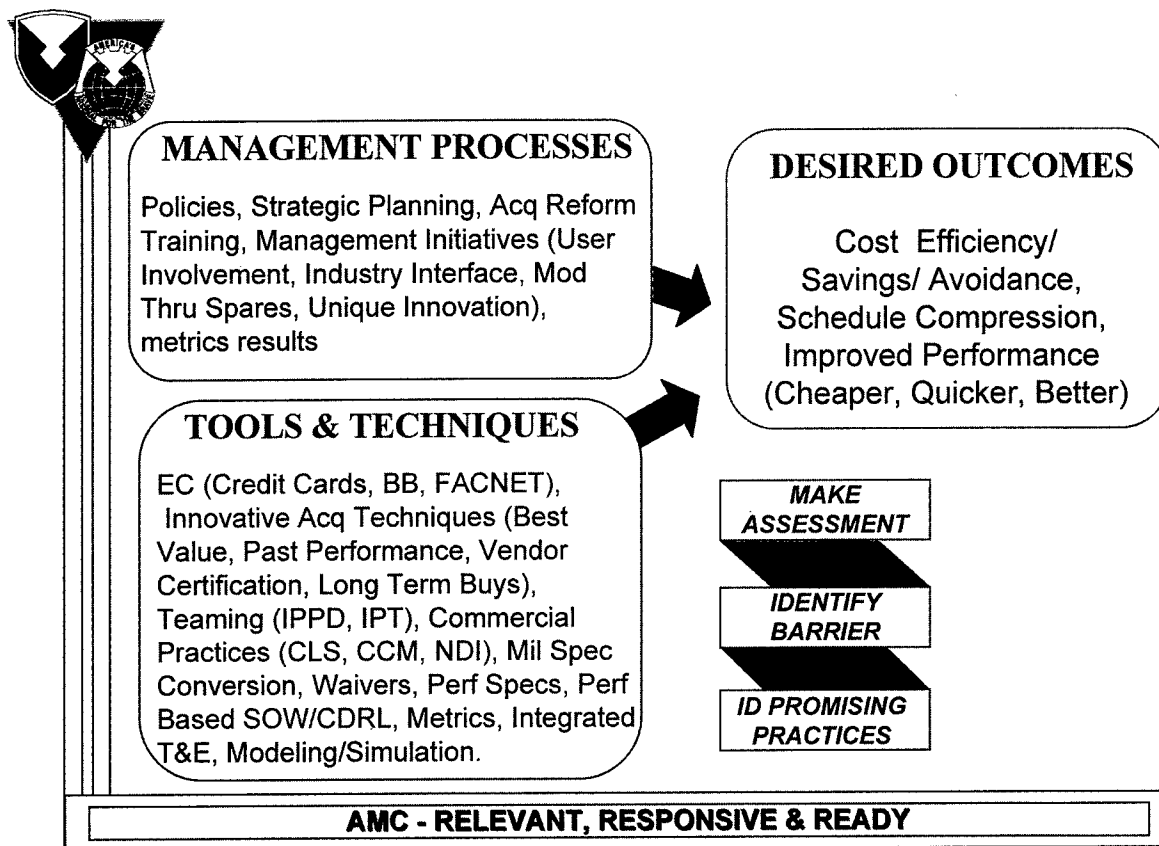 AMERICA'S
MANAGEMENT PROCESSES
Policies, Strategic Planning, Acq Reform
Training, Management Initiatives (User
Involvement, Industry Interface, Mod
Thru Spares, Unique Innovation),
metrics results
TOOLS & TECHNIQUES
EC (Credit Cards, BB, FACNET),
Innovative Acq Techniques (Best
Value, Past Performance, Vendor
Certification, Long Term Buys),
Teaming (IPPD, IPT), Commercial
Practices (CLS, CCM, NDI), Mil Spec
Conversion, Waivers, Perf Specs, Perf
Based SOW/CDRL, Metrics, Integrated
T&E, Modeling/Simulation.
DESIRED OUTCOMES
Cost Efficiency/
Savings/ Avoidance,
Schedule Compression,
Improved Performance
(Cheaper, Quicker, Better)
MAKE
ASSESSMENT
IDENTIFY
BARRIER
ID PROMISING
PRACTICES
AMC - RELEVANT, RESPONSIVE & READY